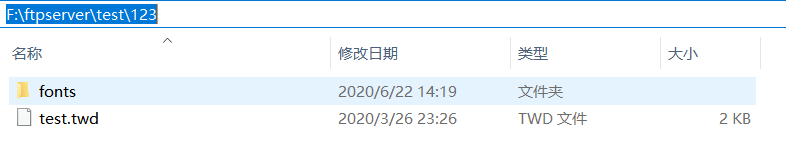 F:\ftpserver\test\123
名称 修改日期 类型 大小
fonts 2020/6/22 14:19 文件夹
test.twd 2020/3/26 23:26 TWD 文件 2 KB